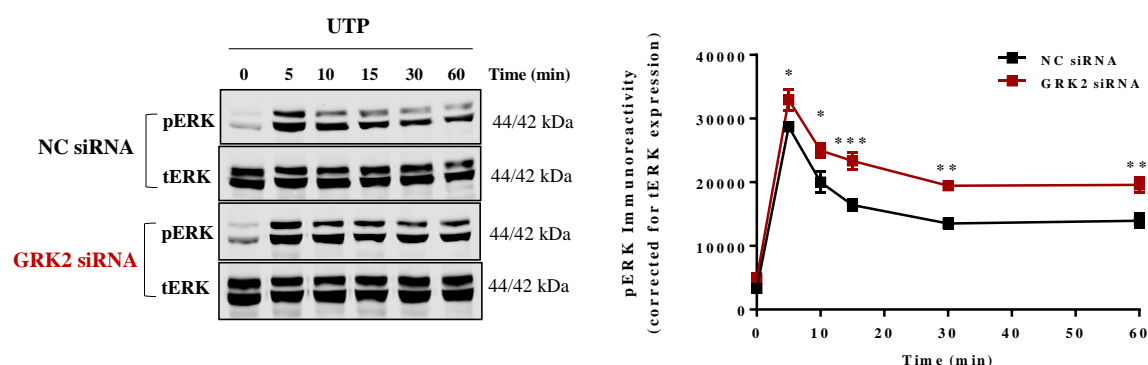 UTP
0 5 10 15 30 60 Time (min)
NC siRNA
pERK 44/42 kDa
tERK 44/42 kDa
GRK2 siRNA
pERK 44/42 kDa
tERK 44/42 kDa
pERK Immunoreactivity
(corrected for tERK expression)
40000
30000
20000
10000
0
0 10 20 30 40 50 60
Time (min)
* * *** ** **
NC siRNA
GRK2 siRNA